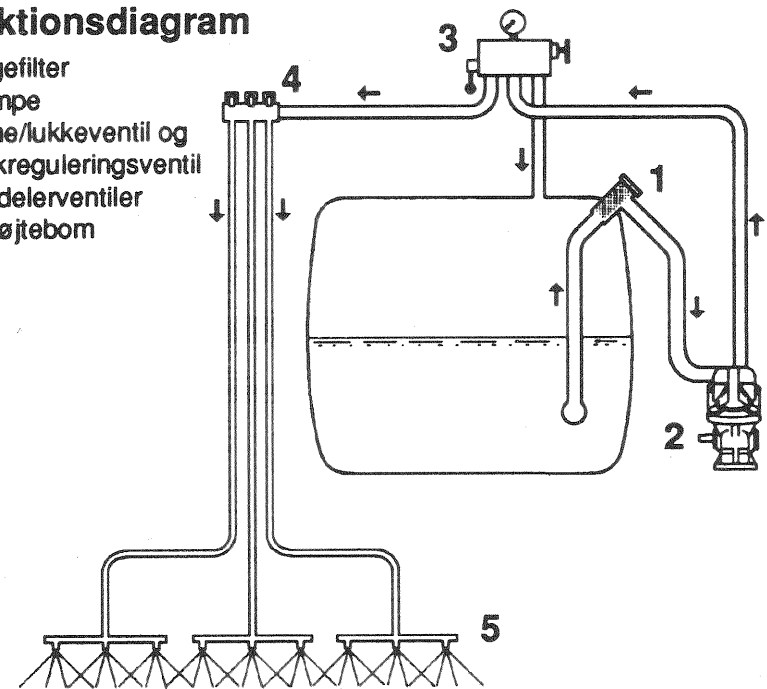 ktionsdiagram
gefilter
mpe
ne/lukkeventil og
kreguleringsventil
delerventiler
øjtebom
3
4
1
2
5